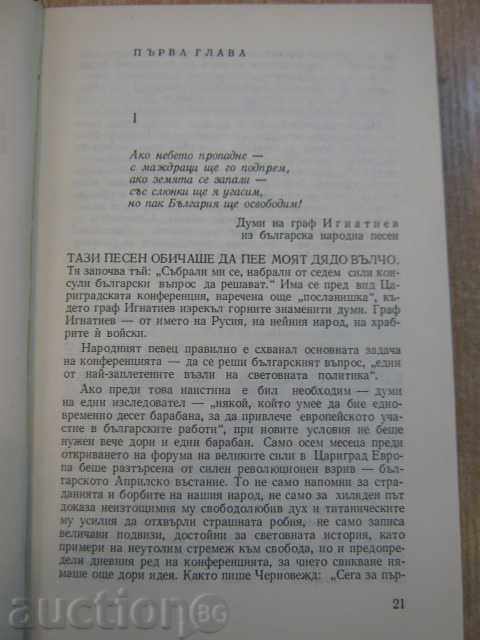 ПЪРВА ГЛАВА
I
Ако небето пропадне —
с маждраци ще го подпрем,
ако земята се запали —
със слюнки ще я угасим,
но пак България ще освободим!
Думи на граф Игнатиев
из българска народна песен
ТАЗИ ПЕСЕН ОБИЧАШЕ ДА ПЕЕ МОЯТ ДЯДО ВЪЛЧО.
Тя започва тъй: „Събрали ми се, набрали от седем сили кон-
сули български въпрос да решават.“ Има се пред вид Ца-
риградската конференция, наречена още „посланишка“, къ-
дето граф Игнатиев изрекъл горните знаменити думи. Граф
Игнатиев — от името на Русия, на нейния народ, на храб-
рите ѝ войски.
Народният певец правилно е схванал основната задача
на конференцията — да се реши българският въпрос, „един
от най-заплетените възли на световната политика“.
Ако преди това наистина е бил необходим — думи
на един изследовател — „някой, който умее да бие едно-
временно десет барабана, за да привлече европейското уча-
стие в българските работи“, при новите условия не беше
нужен вече дори и един барабан. Само осем месеца преди
откриването на форума на великите сили в Цариград Евро-
па беше разтърсена от силен революционен взрив — бъл-
гарското Априлско въстание. То не само напомни за стра-
данията и борбите на нашия народ, не само за хиляден път
доказа неизтощимия му свободолюбив дух и титаническите
му усилия да отхвърли страшната робия, не само записа
величави подвизи, достойни за световната история, като
примери на неутолим стремеж към свобода, но и предопре-
дели дневния ред на конференцията, за чието свикване ня-
маше още дори идея. Както пише Черновежд: „Сега за пър-
21
auction BG